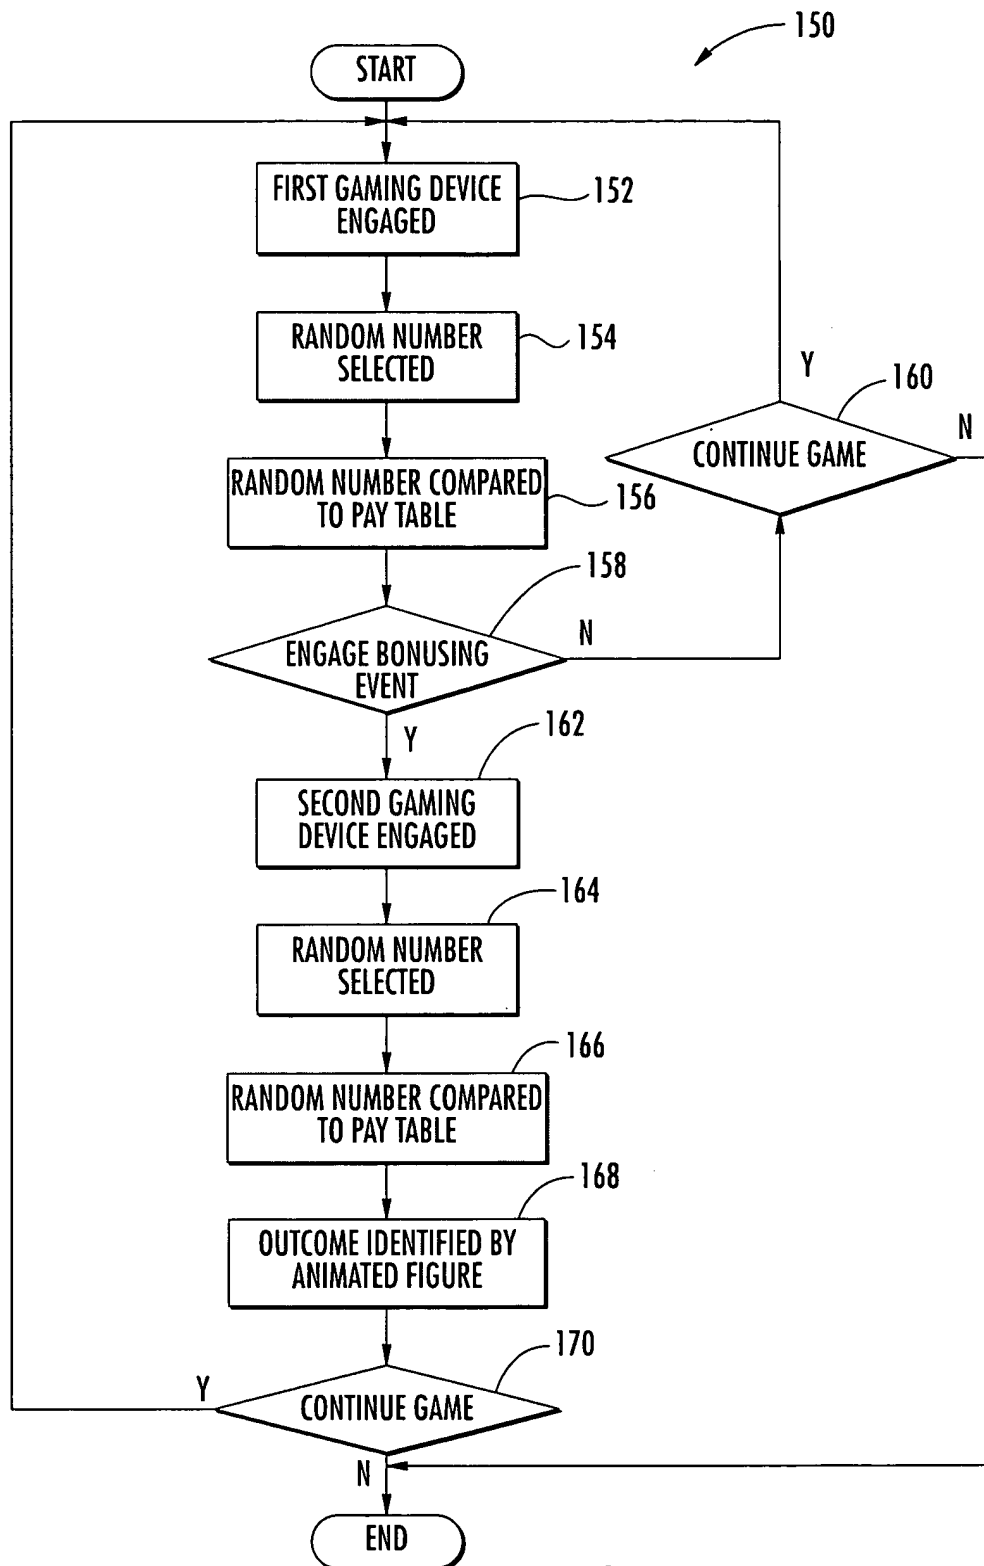 150
START
FIRST GAMING DEVICE
ENGAGED
152
RANDOM NUMBER
SELECTED
154
Y
160
CONTINUE GAME
N
RANDOM NUMBER COMPARED
TO PAY TABLE
156
158
ENGAGE BONUSING
EVENT
N
Y
162
SECOND GAMING
DEVICE ENGAGED
164
RANDOM NUMBER
SELECTED
166
RANDOM NUMBER COMPARED
TO PAY TABLE
168
OUTCOME IDENTIFIED BY
ANIMATED FIGURE
170
Y
CONTINUE GAME
N
END